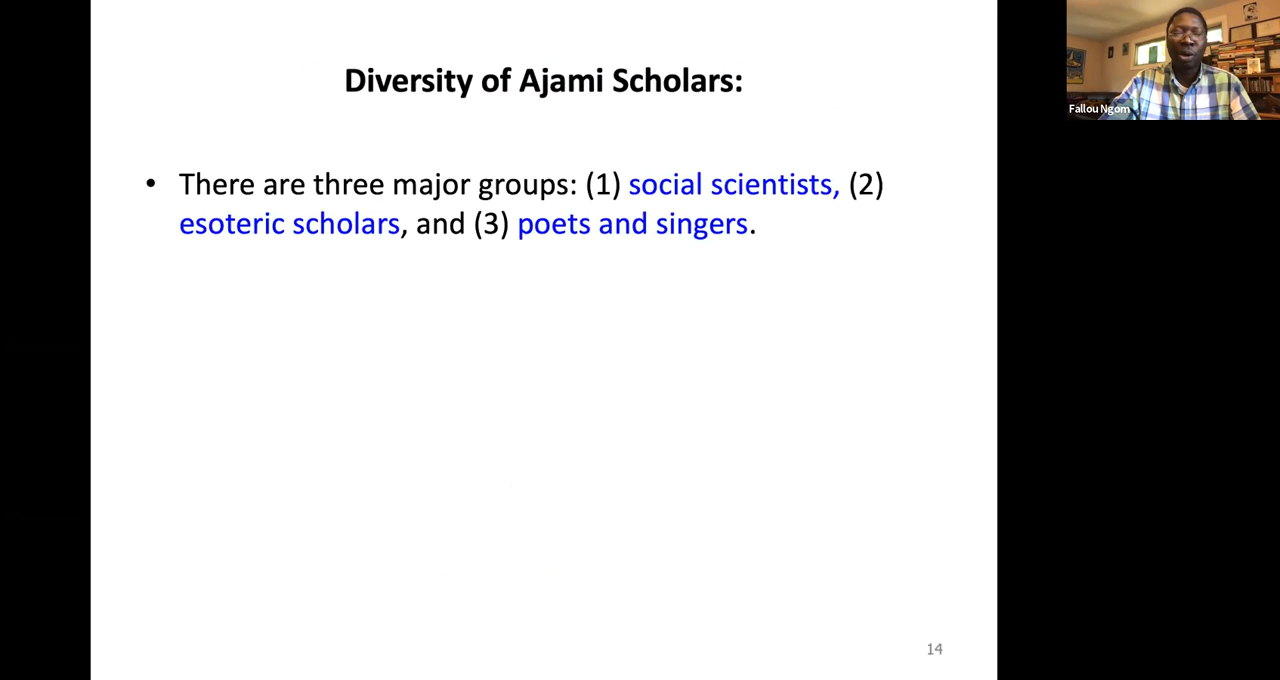 Diversity of Ajami Scholars:
• There are three major groups: (1) social scientists, (2)
esoteric scholars, and (3) poets and singers.
14
Fallou Ngom